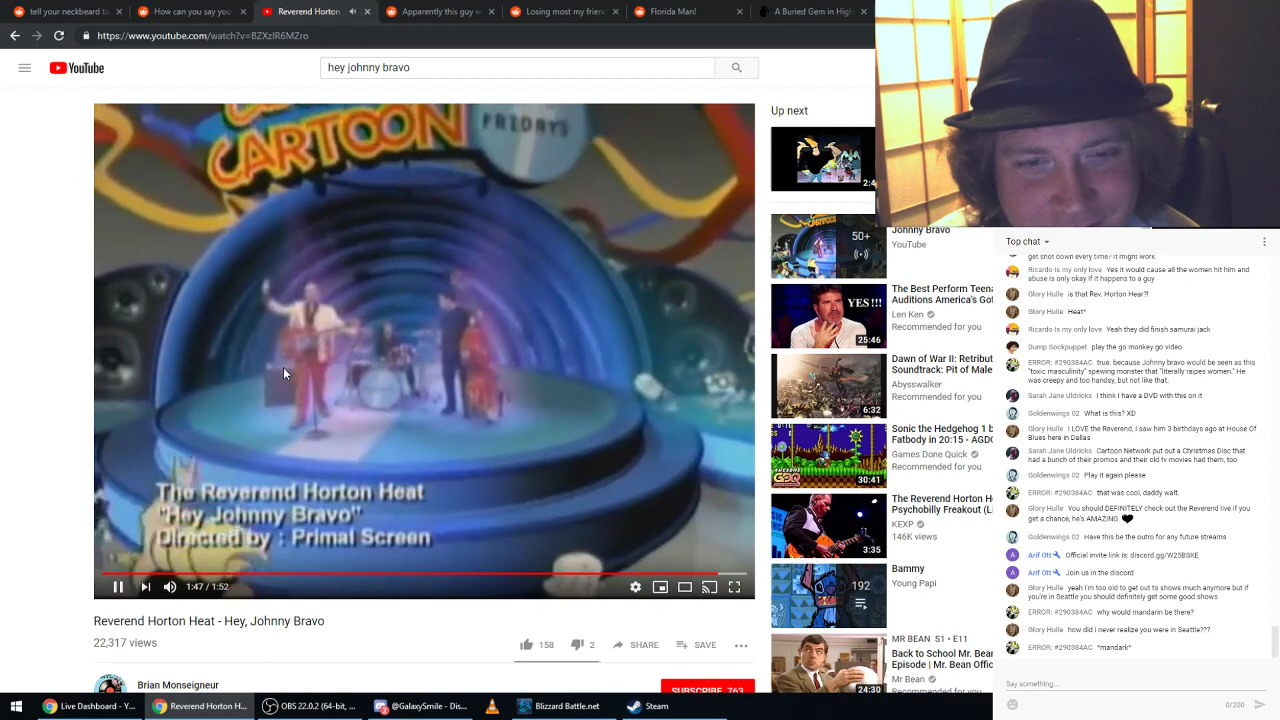 tell your neckbeard ta
How can you say you
Reverend Horton
Apparently this guy w
Losing most my frien
Florida Man!
A Buried Gem in High
https://www.youtube.com/watch?v=BZXzIR6MZro
YouTube
hey johnny bravo
CARTOON
FRIDAYS
Reverend Horton Heat
Johnny Bravo"
Directed by : Primal Screen
1:47 / 1:52
Reverend Horton Heat - Hey, Johnny Bravo
22,317 views
158
2
SHARE
SAVE
Brian Monseigneur
SUBSCRIBE 763
Up next
2:4
50+
Johnny Bravo
YouTube
YES!!!
25:46
The Best Perform Teena
Auditions America's Got
Len Ken
Recommended for you
6:32
Dawn of War II: Retribut
Soundtrack: Pit of Male
Abysswalker
Recommended for you
30:41
Sonic the Hedgehog 1 b
Fatbody in 20:15 - AGDQ
Games Done Quick
Recommended for you
3:35
The Reverend Horton H
Psychobilly Freakout (Li
KEXP
146K views
192
Bammy
Young Papi
24:30
MR BEAN S1 • E11
Back to School Mr. Bean
Episode | Mr. Bean Offic
Mr Bean
Recommended for you
Top chat
get shot down every time? it might work
Ricardo Is my only love Yes it would cause all the women hit him and
abuse Is only okay if it happens to a guy
Glory Hulle is that Rev. Horton Hear?!
Glory Hulle Heat*
Ricardo Is my only love Yeah they did finish samurai jack
Dump Sockpuppet play the go monkey go video
ERROR: #290384AC true. because Johnny bravo would be seen as this
"toxic masculinity" spewing monster that "literally raipes women." He
was creepy and too handsy, but not like that.
Sarah Jane Uldricks I think I have a DVD with this on it
Goldenwings 02 What is this? XD
Glory Hulle I LOVE the Reverend, I saw him 3 birthdays ago at House Of
Blues here in Dallas
Sarah Jane Uldricks Cartoon Network put out a Christmas Disc that
had a bunch of their promos and their old tv movies had them, too
Goldenwings 02 Play it again please
ERROR: #290384AC that was cool, daddy walt.
Glory Hulle You should DEFINITELY check out the Reverend live if you
get a chance, he's AMAZING
Goldenwings 02 Have this be the outro for any future streams
Arif Ott Official invite link is: discord.gg/W25BSKE
Arif Ott Join us in the discord
Glory Hulle yeah I'm too old to get out to shows much anymore but if
you're in Seattle you should definitely get some good shows
ERROR: #290384AC why would mandarin be there?
Glory Hulle how did i never realize you were in Seattle???
ERROR: #290384AC *mandark*
Say something...
0/200
Live Dashboard - Y...
Reverend Horton H...
OBS 22.0.2 (64-bit, ...
@GalaxySmile - Dis...
Blizzard Battle.net
Steam